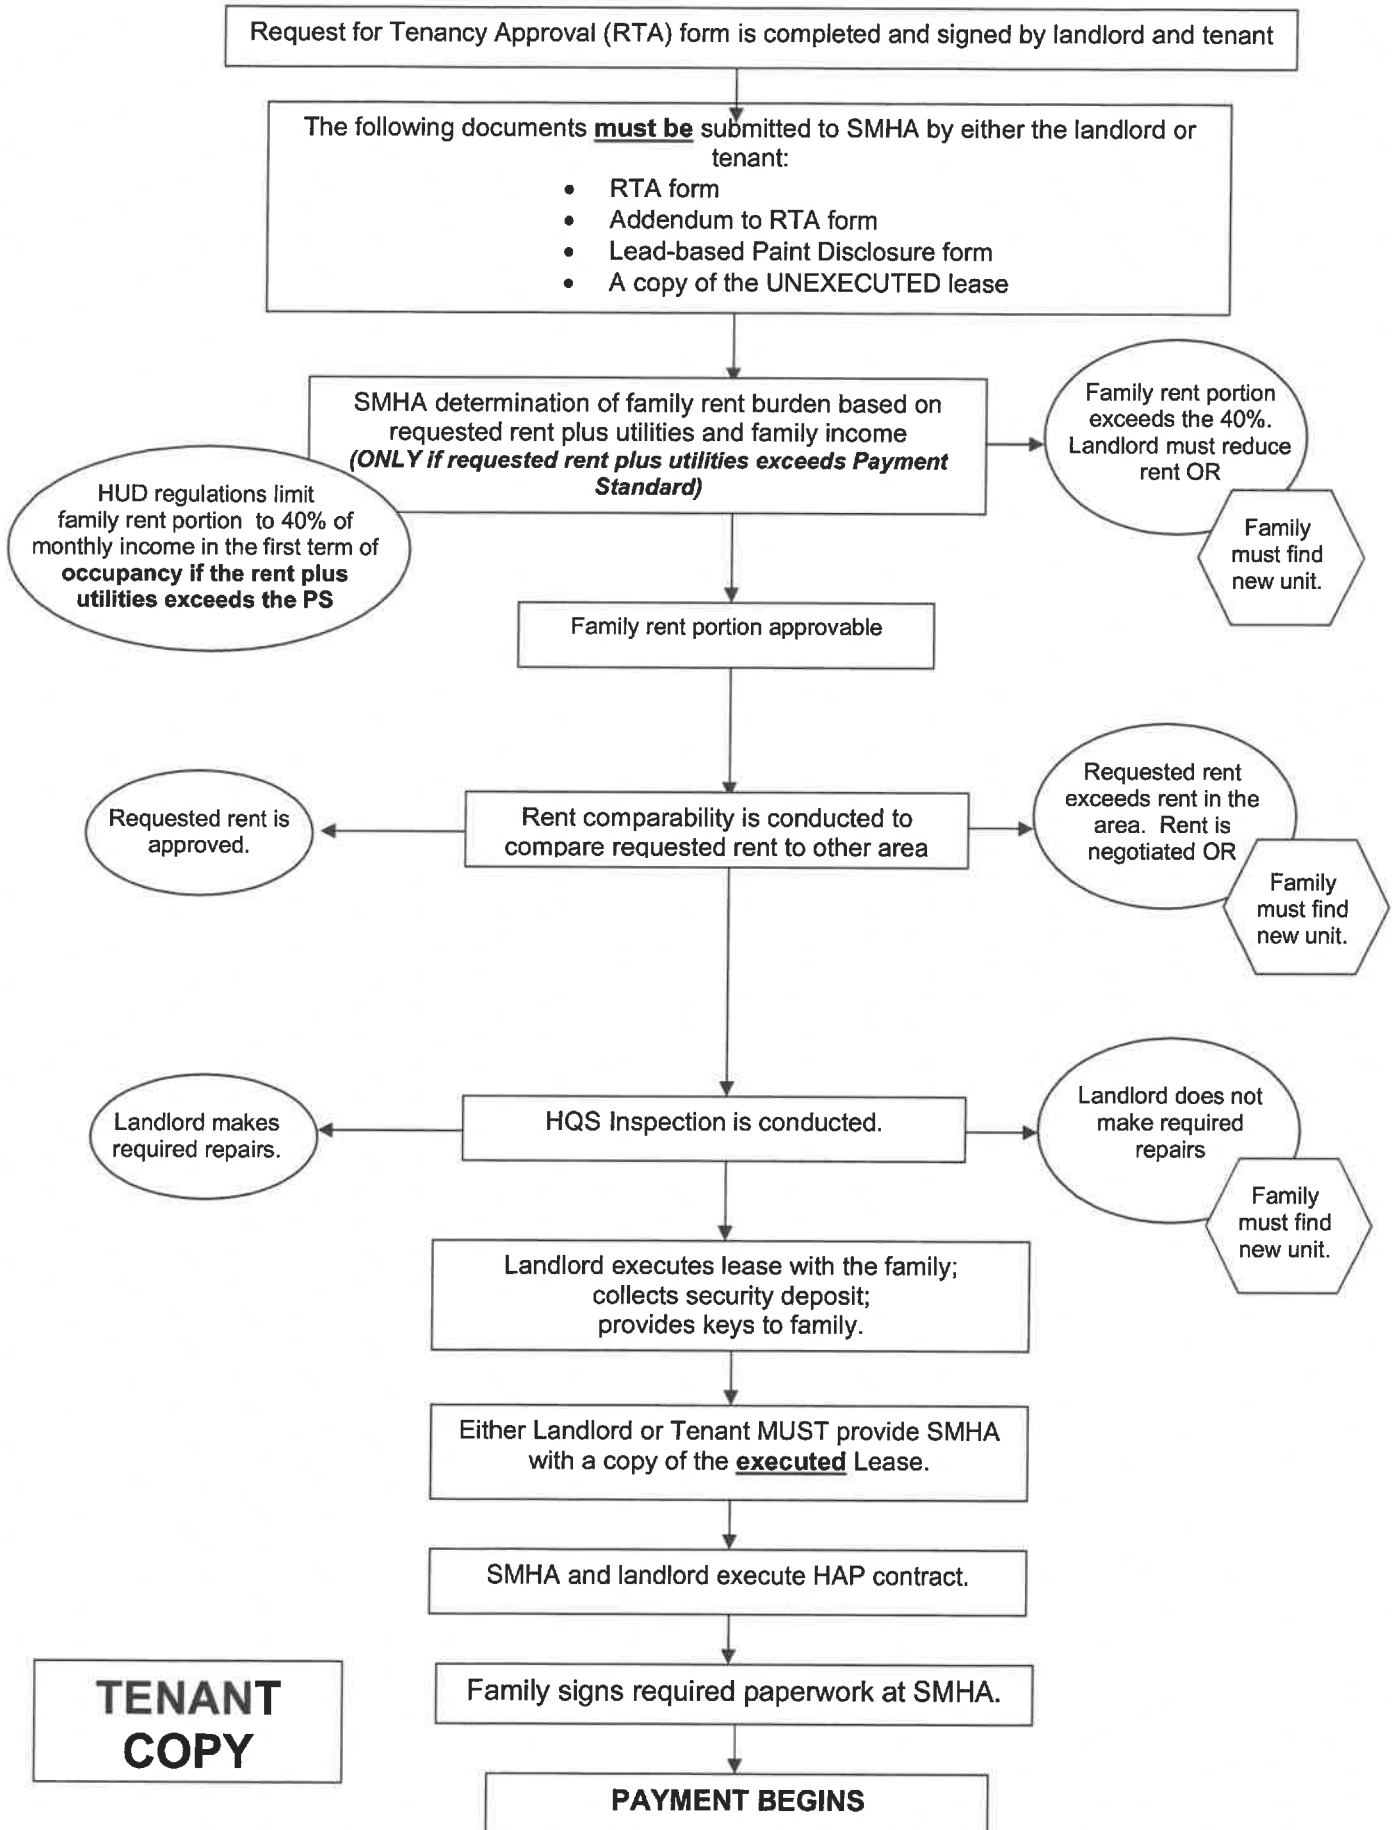 Request for Tenancy Approval (RTA) form is completed and signed by landlord and tenant
The following documents must be submitted to SMHA by either the landlord or
tenant:
• RTA form
• Addendum to RTA form
• Lead-based Paint Disclosure form
• A copy of the UNEXECUTED lease
SMHA determination of family rent burden based on
requested rent plus utilities and family income
(ONLY if requested rent plus utilities exceeds Payment
Standard)
Family rent portion
exceeds the 40%.
Landlord must reduce
rent OR
Family
must find
new unit.
HUD regulations limit
family rent portion to 40% of
monthly income in the first term of
occupancy if the rent plus
utilities exceeds the PS
Family rent portion approvable
Requested rent is
approved.
Rent comparability is conducted to
compare requested rent to other area
Requested rent
exceeds rent in the
area. Rent is
negotiated OR
Family
must find
new unit.
Landlord makes
required repairs.
HQS Inspection is conducted.
Landlord does not
make required
repairs
Family
must find
new unit.
Landlord executes lease with the family;
collects security deposit;
provides keys to family.
Either Landlord or Tenant MUST provide SMHA
with a copy of the executed Lease.
SMHA and landlord execute HAP contract.
Family signs required paperwork at SMHA.
TENANT
COPY
PAYMENT BEGINS